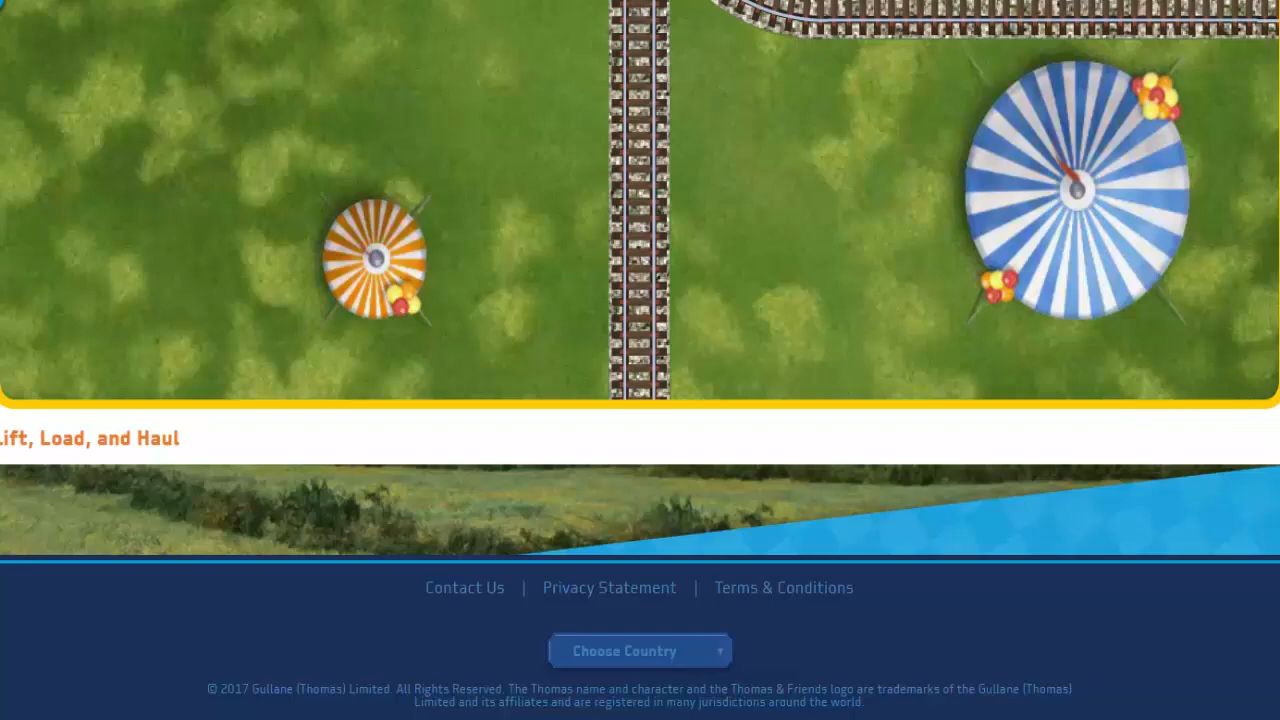 Lift, Load, and Haul
Contact Us | Privacy Statement | Terms & Conditions
Choose Country
© 2017 Gullane (Thomas) Limited. All Rights Reserved. The Thomas name and character and the Thomas & Friends logo are trademarks of the Gullane (Thomas)
Limited and its affiliates and are registered in many jurisdictions around the world.